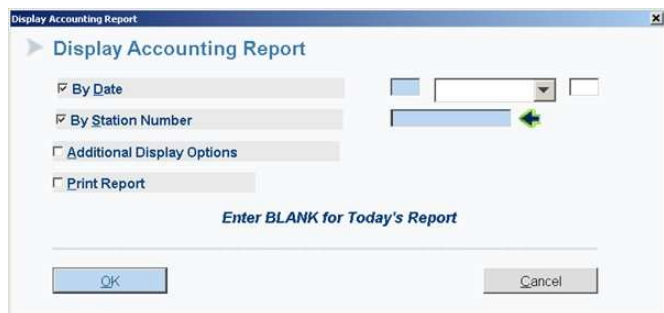 Display Accounting Report
Display Accounting Report
By Date
By Station Number
Additional Display Options
Print Report
Enter BLANK for Today's Report
OK
Cancel